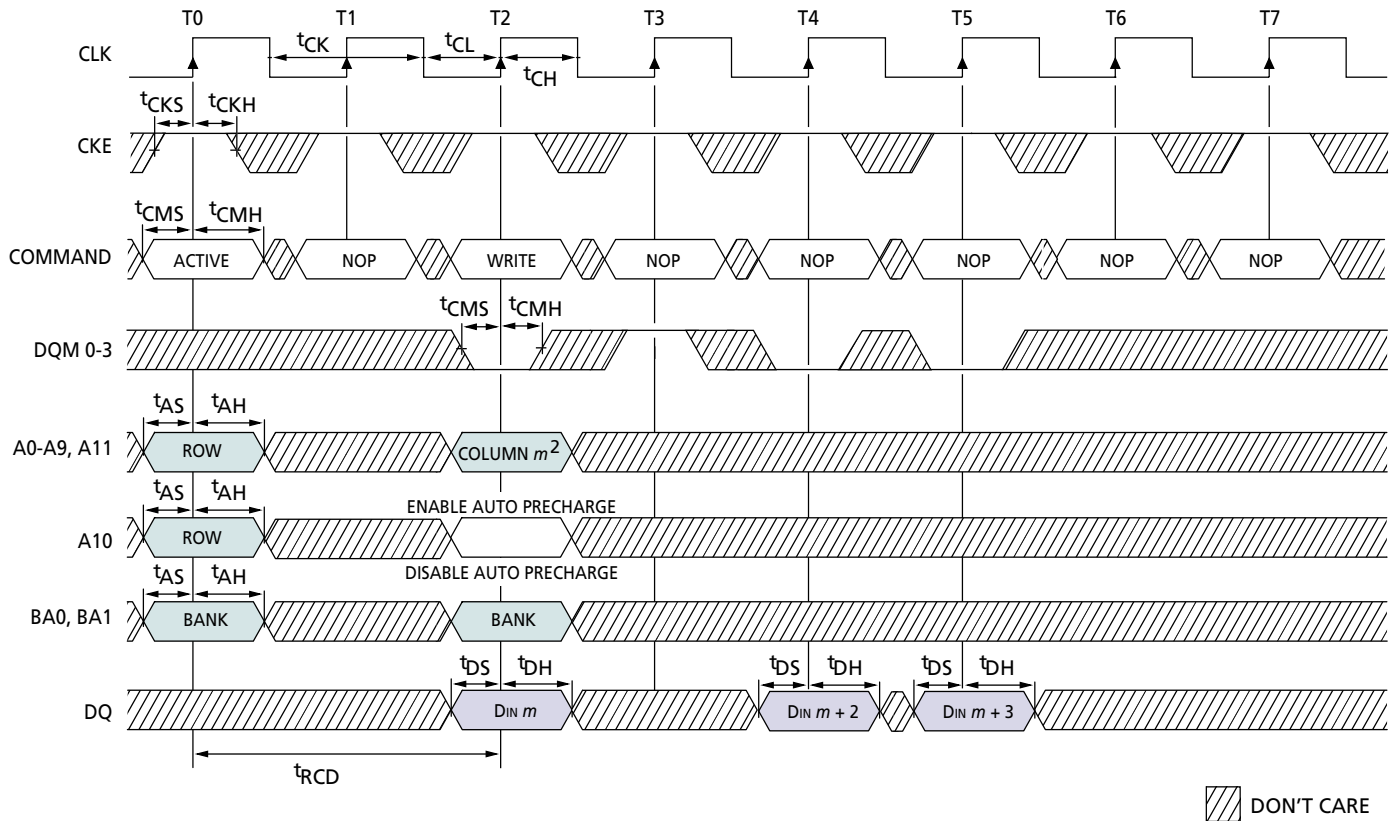 T0 T1 T2 T3 T4 T5 T6 T7
CLK
tCK tCL
tCH
tCKS tCKH
CKE
tCMS tCMH
COMMAND ACTIVE NOP WRITE NOP NOP NOP NOP NOP
tCMS tCMH
DQM 0-3
tAS tAH
A0-A9, A11 ROW COLUMN m2
tAS tAH ENABLE AUTO PRECHARGE
A10 ROW
tAS tAH DISABLE AUTO PRECHARGE
BA0, BA1 BANK BANK
tDS tDH tDS tDH tDS tDH
DQ DIN m DIN m + 2 DIN m + 3
tRCD
DON'T CARE